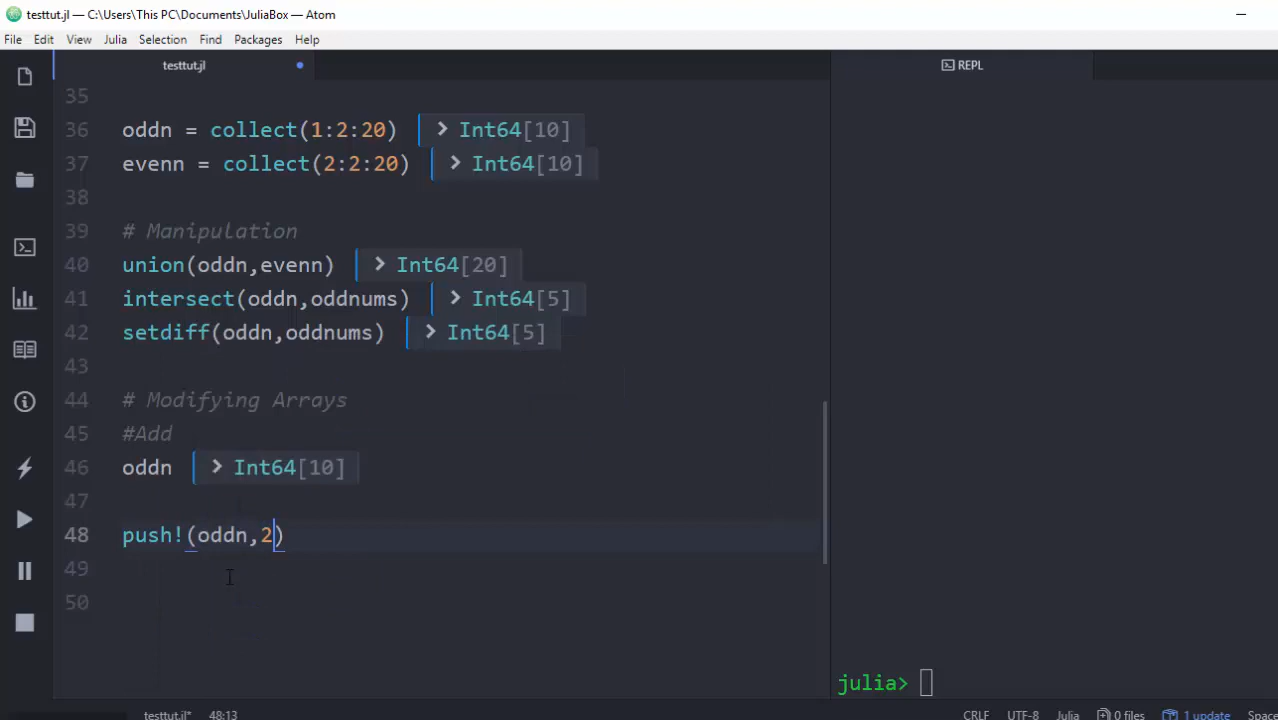 testtut.jl — C:\Users\This PC\Documents\JuliaBox — Atom
File Edit View Julia Selection Find Packages Help
testtut.jl REPL
35
36 oddn = collect(1:2:20) > Int64[10]
37 evenn = collect(2:2:20) > Int64[10]
38
39 # Manipulation
40 union(oddn,evenn) > Int64[20]
41 intersect(oddn,oddnums) > Int64[5]
42 setdiff(oddn,oddnums) > Int64[5]
43
44 # Modifying Arrays
45 #Add
46 oddn > Int64[10]
47
48 push!(oddn,2)
49
50
julia>
testtut.jl* 48:13 CRLF UTF-8 Julia 0 files 1 update Spac